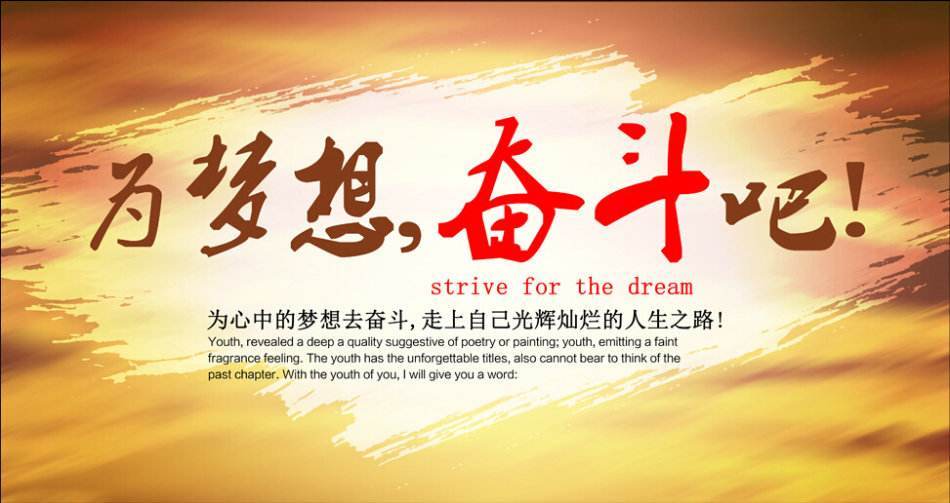 为梦想,奋斗吧!
strive for the dream
为心中的梦想去奋斗,走上自己光辉灿烂的人生之路!
Youth, revealed a deep a quality suggestive of poetry or painting; youth, emitting a faint
fragrance feeling. The youth has the unforgettable titles, also cannot bear to think of the
past chapter. With the youth of you, I will give you a word: